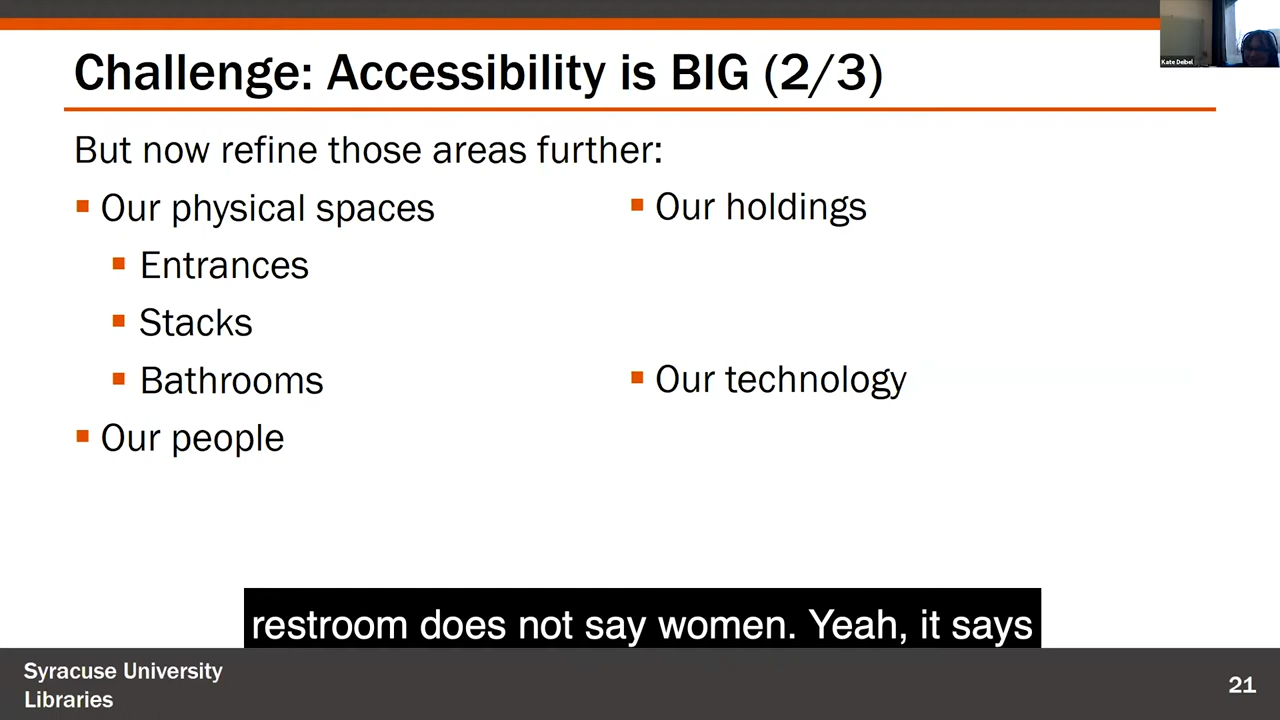 Challenge: Accessibility is BIG (2/3)
Kate Deibel
But now refine those areas further:
Our physical spaces
Entrances
Stacks
Bathrooms
Our people
Our holdings
Our technology
restroom does not say women. Yeah, it says
Syracuse University
Libraries
21